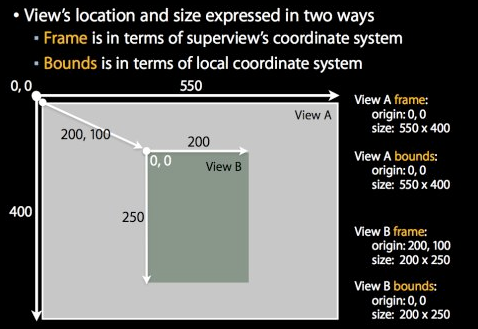 • View's location and size expressed in two ways
▪ Frame is in terms of superview's coordinate system
▪ Bounds is in terms of local coordinate system
0, 0
550
View A
200, 100
200
0, 0
View B
400
250
View A frame:
origin: 0, 0
size: 550 x 400
View A bounds:
origin: 0, 0
size: 550 x 400
View B frame:
origin: 200, 100
size: 200 x 250
View B bounds:
origin: 0, 0
size: 200 x 250